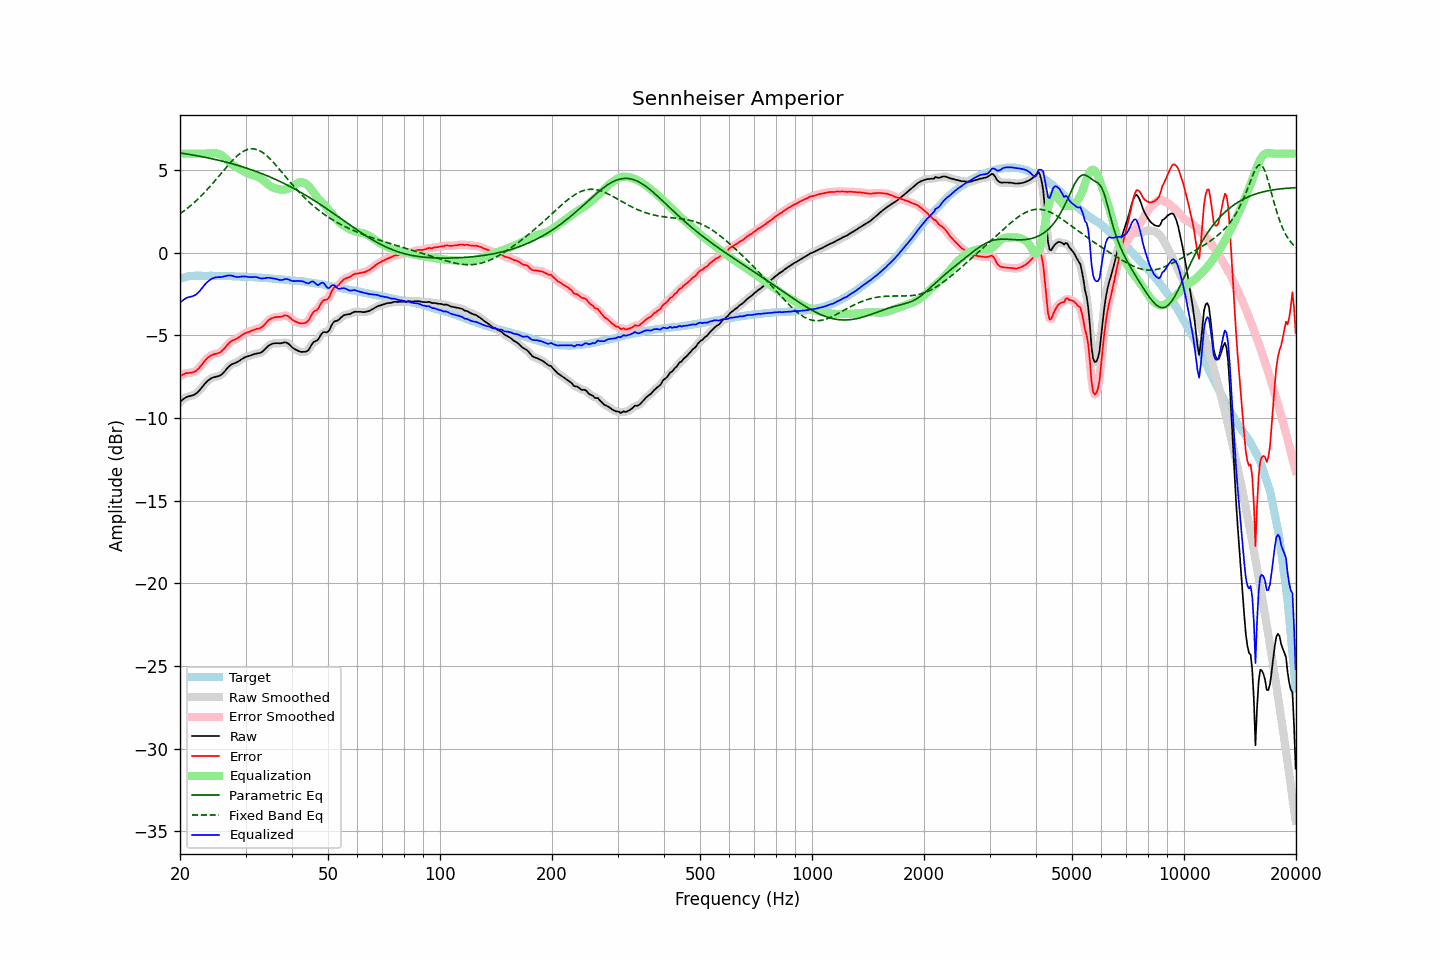 Sennheiser Amperior
Amplitude (dBr)
5
0
−5
−10
−15
−20
−25
−30
−35
Target
Raw Smoothed
Error Smoothed
Raw
Error
Equalization
Parametric Eq
Fixed Band Eq
Equalized
20 50 100 200 500 1000 2000 5000 10000 20000
Frequency (Hz)